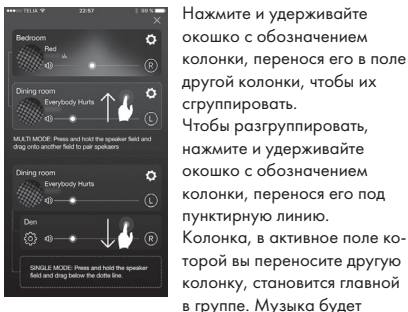 TELIA 22:57 99 %
Bedroom
Red
R
Dining room
Everybody Hurts
L
MULTI MODE: Press and hold the speaker field and
drag onto another field to pair spekaers
Dining room
Everybody Hurts
L
Den
R
SINGLE MODE: Press and hold the speaker
field and drag below the dotte line.
Нажмите и удерживайте
окошко с обозначением
колонки, перенося его в поле
другой колонки, чтобы их
сгруппировать.
Чтобы разгруппировать,
нажмите и удерживайте
окошко с обозначением
колонки, перенося его под
пунктирную линию.
Колонка, в активное поле ко-
торой вы переносите другую
колонку, становится главной
в группе. Музыка будет